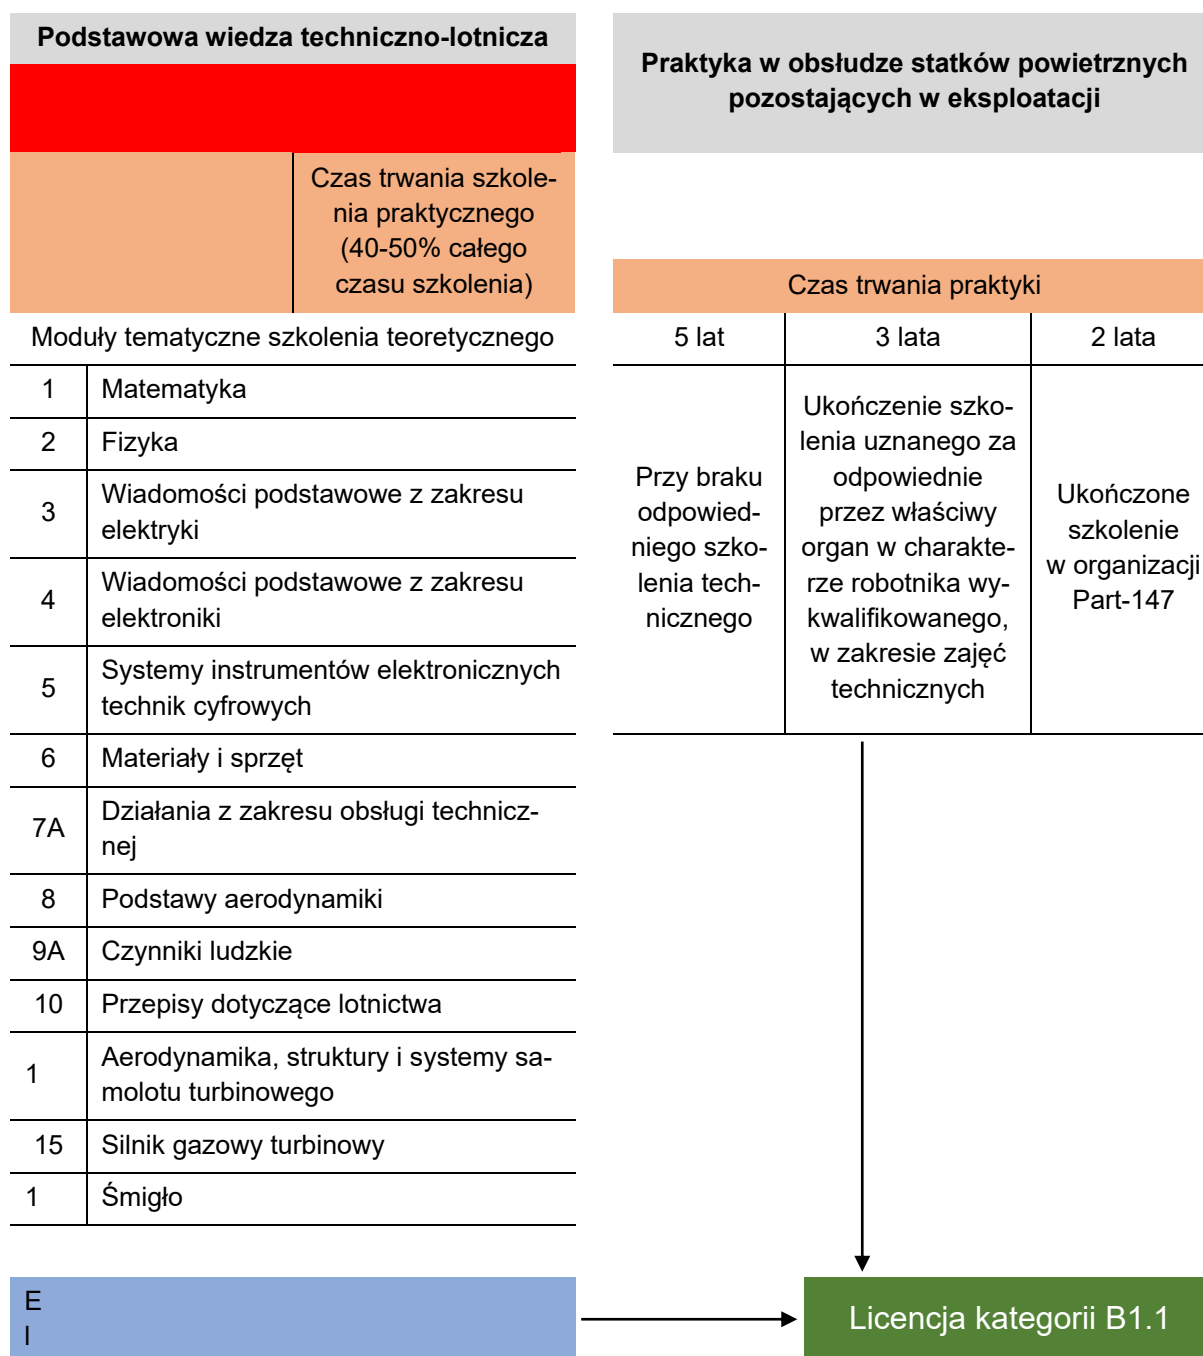 Podstawowa wiedza techniczno-lotnicza
Czas trwania szkole-
nia praktycznego
(40-50% całego
czasu szkolenia)
Moduły tematyczne szkolenia teoretycznego
1 Matematyka
2 Fizyka
3 Wiadomości podstawowe z zakresu
elektryki
4 Wiadomości podstawowe z zakresu
elektroniki
5 Systemy instrumentów elektronicznych
technik cyfrowych
6 Materiały i sprzęt
7A Działania z zakresu obsługi technicz-
nej
8 Podstawy aerodynamiki
9A Czynniki ludzkie
10 Przepisy dotyczące lotnictwa
1 Aerodynamika, struktury i systemy sa-
molotu turbinowego
15 Silnik gazowy turbinowy
1 Śmigło
E
l
Praktyka w obsłudze statków powietrznych
pozostających w eksploatacji
Czas trwania praktyki
5 lat
3 lata
2 lata
Przy braku
odpowied-
niego szko-
lenia tech-
nicznego
Ukończenie szko-
lenia uznanego za
odpowiednie
przez właściwy
organ w charakte-
rze robotnika wy-
kwalifikowanego,
w zakresie zajęć
technicznych
Ukończone
szkolenie
w organizacji
Part-147
Licencja kategorii B1.1